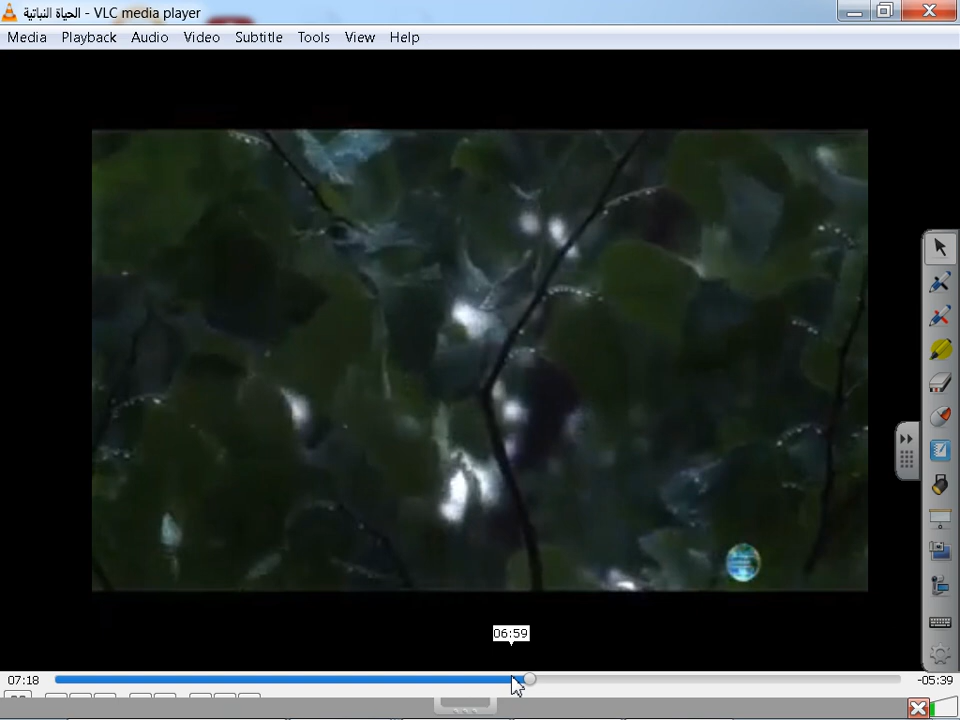 الحياة النباتية - VLC media player
Media Playback Audio Video Subtitle Tools View Help
06:59
07:18 -05:39